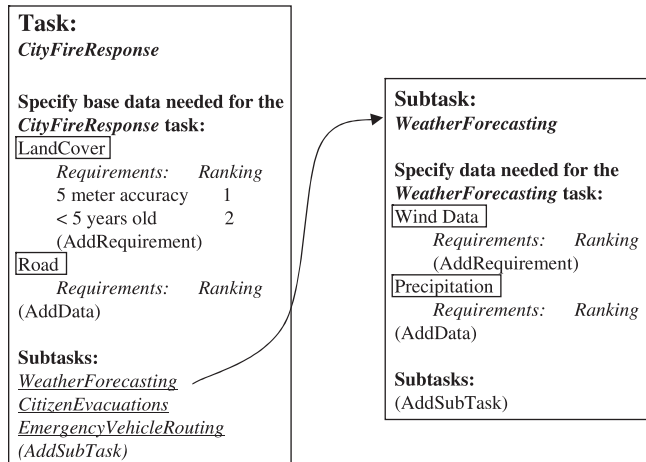 Task:
CityFireResponse
Specify base data needed for the
CityFireResponse task:
LandCover
Requirements: Ranking
5 meter accuracy 1
< 5 years old 2
(AddRequirement)
Road
Requirements: Ranking
(AddData)
Subtasks:
WeatherForecasting
CitizenEvacuations
EmergencyVehicleRouting
(AddSubTask)
Subtask:
WeatherForecasting
Specify data needed for the
WeatherForecasting task:
Wind Data
Requirements: Ranking
(AddRequirement)
Precipitation
Requirements: Ranking
(AddData)
Subtasks:
(AddSubTask)